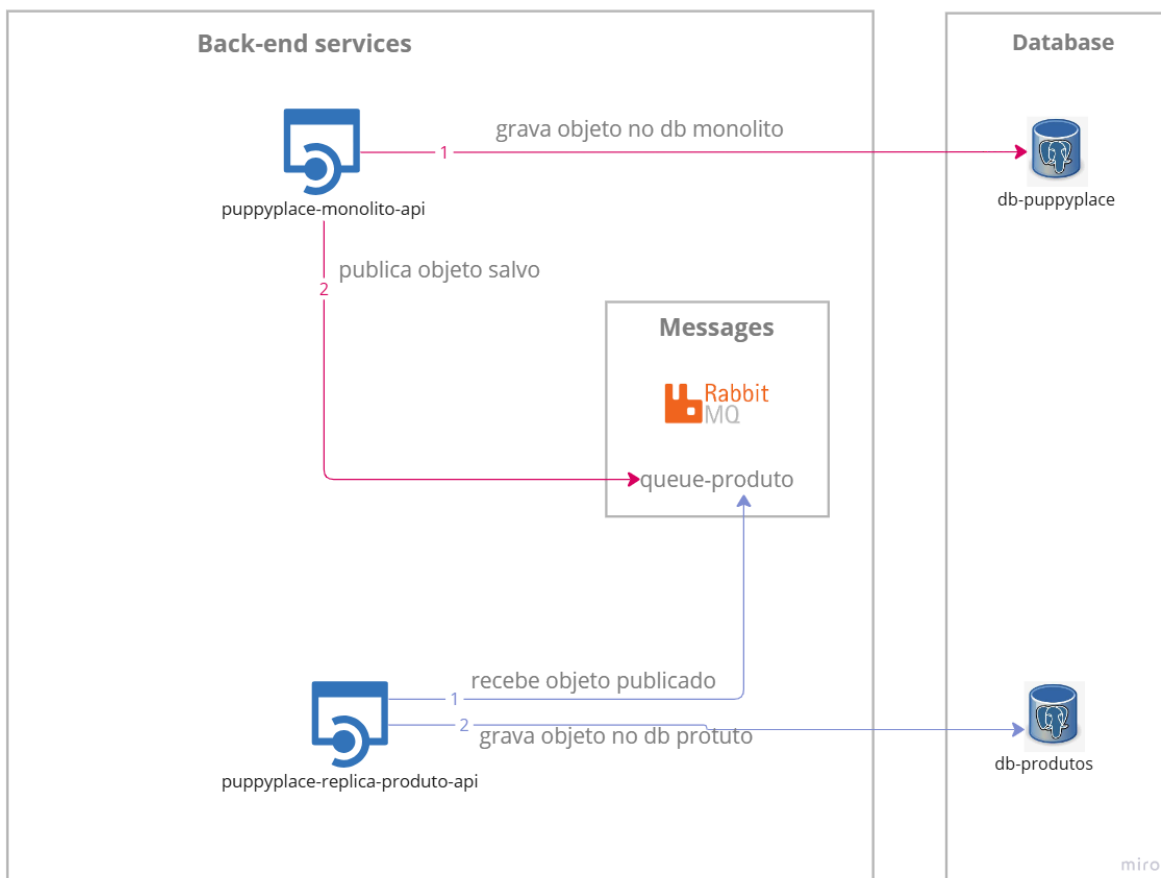 Back-end services
Database
grava objeto no db monolito
1
puppyplace-monolito-api
db-puppyplace
publica objeto salvo
2
Messages
Rabbit
MQ
queue-produto
recebe objeto publicado
1
2
grava objeto no db protuto
puppyplace-replica-produto-api
db-produtos
miro